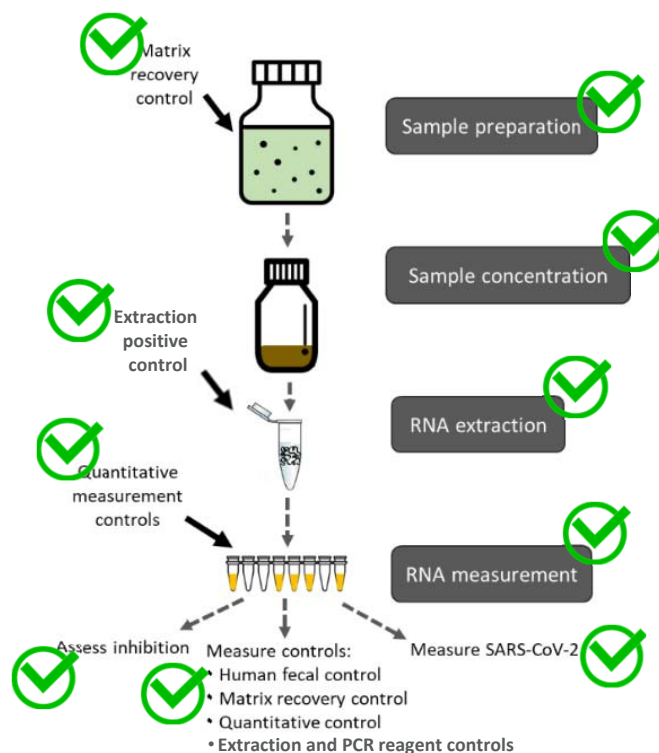 Matrix
recovery
control
Sample preparation
Sample concentration
Extraction
positive
control
RNA extraction
Quantitative
measurement
controls
RNA measurement
Assess inhibition
Measure controls:
• Human fecal control
• Matrix recovery control
• Quantitative control
• Extraction and PCR reagent controls
Measure SARS-CoV-2